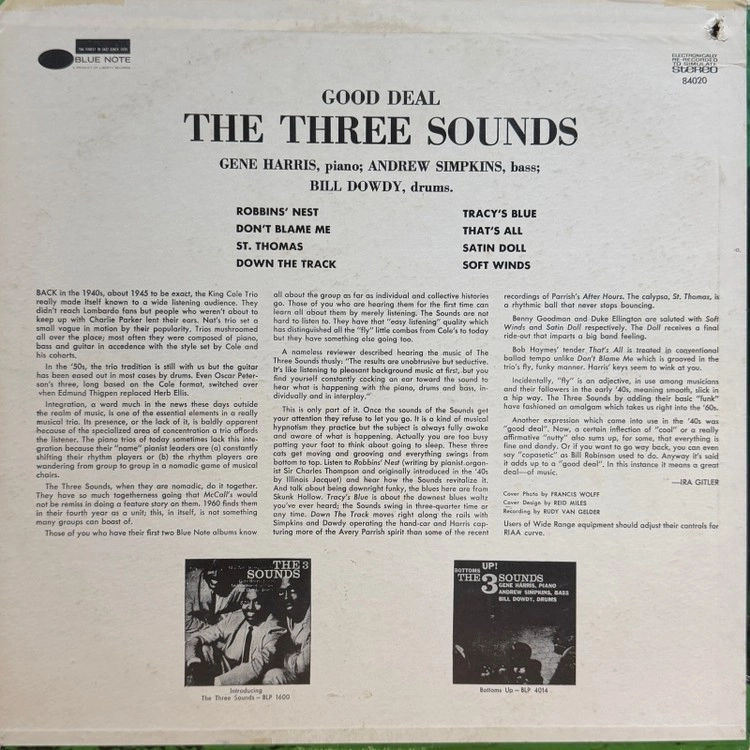 THE FINEST IN JAZZ SINCE 1939
BLUE NOTE
A PRODUCT OF LIBERTY RECORDS
ELECTRONICALLY
RE-RECORDED
TO SIMULATE
STEREO
84020
GOOD DEAL
THE THREE SOUNDS
GENE HARRIS, piano; ANDREW SIMPKINS, bass;
BILL DOWDY, drums.
ROBBINS' NEST
DON'T BLAME ME
ST. THOMAS
DOWN THE TRACK
TRACY'S BLUE
THAT'S ALL
SATIN DOLL
SOFT WINDS
BACK in the 1940s, about 1945 to be exact, the King Cole Trio
really made itself known to a wide listening audience. They
didn't reach Lombardo fans but people who weren't about to
keep up with Charlie Parker lent their ears. Nat's trio set a
small vogue in motion by their popularity. Trios mushroomed
all over the place; most often they were composed of piano,
bass and guitar in accedence with the style set by Cole and
his cohorts.
In the '50s, the trio tradition is still with us but the guitar
has been eased out in most cases by drums. Even Oscar Peter-
son's three, long based on the Cole format, switched over
when Edmund Thigpen replaced Herb Ellis.
Integration, a word much in the news these days outside
the realm of music, is one of the essential elements in a really
musical trio. Its presence, or the lack of it, is boldly apparent
because of the specialized area of concentration a trio affords
the listener. The piano trios of today sometimes lack this inte-
gration because their "name" pianist leaders are (a) constantly
shifting their rhythm players or (b) the rhythm players are
wandering from group to group in a nomadic game of musical
chairs.
The Three Sounds, when they are nomadic, do it together.
They have so much togetherness going that McCall's would
not be remiss in doing a feature story on them. 1960 finds them
in their fourth year as a unit; this, in itself, is not something
many groups can boast of.
Those of you who have their first two Blue Note albums know
all about the group as far as individual and collective histories
go. Those of you who are hearing them for the first time can
learn all about them by merely listening. The Sounds are not
hard to listen to. They have that "easy listening" quality which
has distinguished all the "fly" little combos from Cole's to today
but they have something else going too.
A nameless reviewer described hearing the music of The
Three Sounds thusly: "The results are unobtrusive but seductive.
It's like listening to pleasant background music at first, but you
find yourself constantly cocking an ear toward the sound to
hear what is happening with the piano, drums and bass, in-
dividually and in interplay."
This is only part of it. Once the sounds of the Sounds get
your attention they refuse to let you go. It is a kind of musical
hypnotism they practice but the subject is always fully awake
and aware of what is happening. Actually you are too busy
patting your foot to think about going to sleep. These three
cats get moving and grooving and everything swings from
bottom to top. Listen to Robbins' Nest (writing by pianist-organ-
ist Sir Charles Thompson and originally introduced in the '40s
by Illinois Jacquet) and hear how the Sounds revitalize it.
And talk about being downright funky, the blues here are from
Skunk Hollow. Tracy's Blue is about the downest blues waltz
you've ever heard; the Sounds swing in three-quarter time or
any time. Down The Track moves right along the rails with
Simpkins and Dowdy operating the hand-car and Harris cap-
turing more of the Avery Parrish spirit than some of the recent
recordings of Parrish's After Hours. The calypso, St. Thomas, is
a rhythmic ball that never stops bouncing.
Benny Goodman and Duke Ellington are saluted with Soft
Winds and Satin Doll respectively. The Doll receives a final
ride-out that imparts a big band feeling.
Bob Haymes' tender That's All is treated in conventional
ballad tempo unlike Don't Blame Me which is grooved in the
trio's fly, funky manner. Harris' keys seem to wink at you.
Incidentally, "fly" is an adjective, in use among musicians
and their followers in the early '40s, meaning smooth, slick in
a hip way. The Three Sounds by adding their basic "funk"
have fashioned an amalgam which takes us right into the '60s.
Another expression which came into use in the '40s was
"good deal". Now, a certain inflection of "cool" or a really
affirmative "nutty" also sums up, for some, that everything is
fine and dandy. Or if you want to go way back, you can even
say "copasetic" as Bill Robinson used to do. Anyway it's said
it adds up to a "good deal". In this instance it means a great
deal—of music.
—IRA GITLER
Cover Photo by FRANCIS WOLFF
Cover Design by REID MILES
Recording by RUDY VAN GELDER
Users of Wide Range equipment should adjust their controls for
RIAA curve.
THE 3
SOUNDS
Introducing
The Three Sounds — BLP 1600
BOTTOMS UP!
THE 3 SOUNDS
GENE HARRIS, PIANO
ANDREW SIMPKINS, BASS
BILL DOWDY, DRUMS
Bottoms Up — BLP 4014